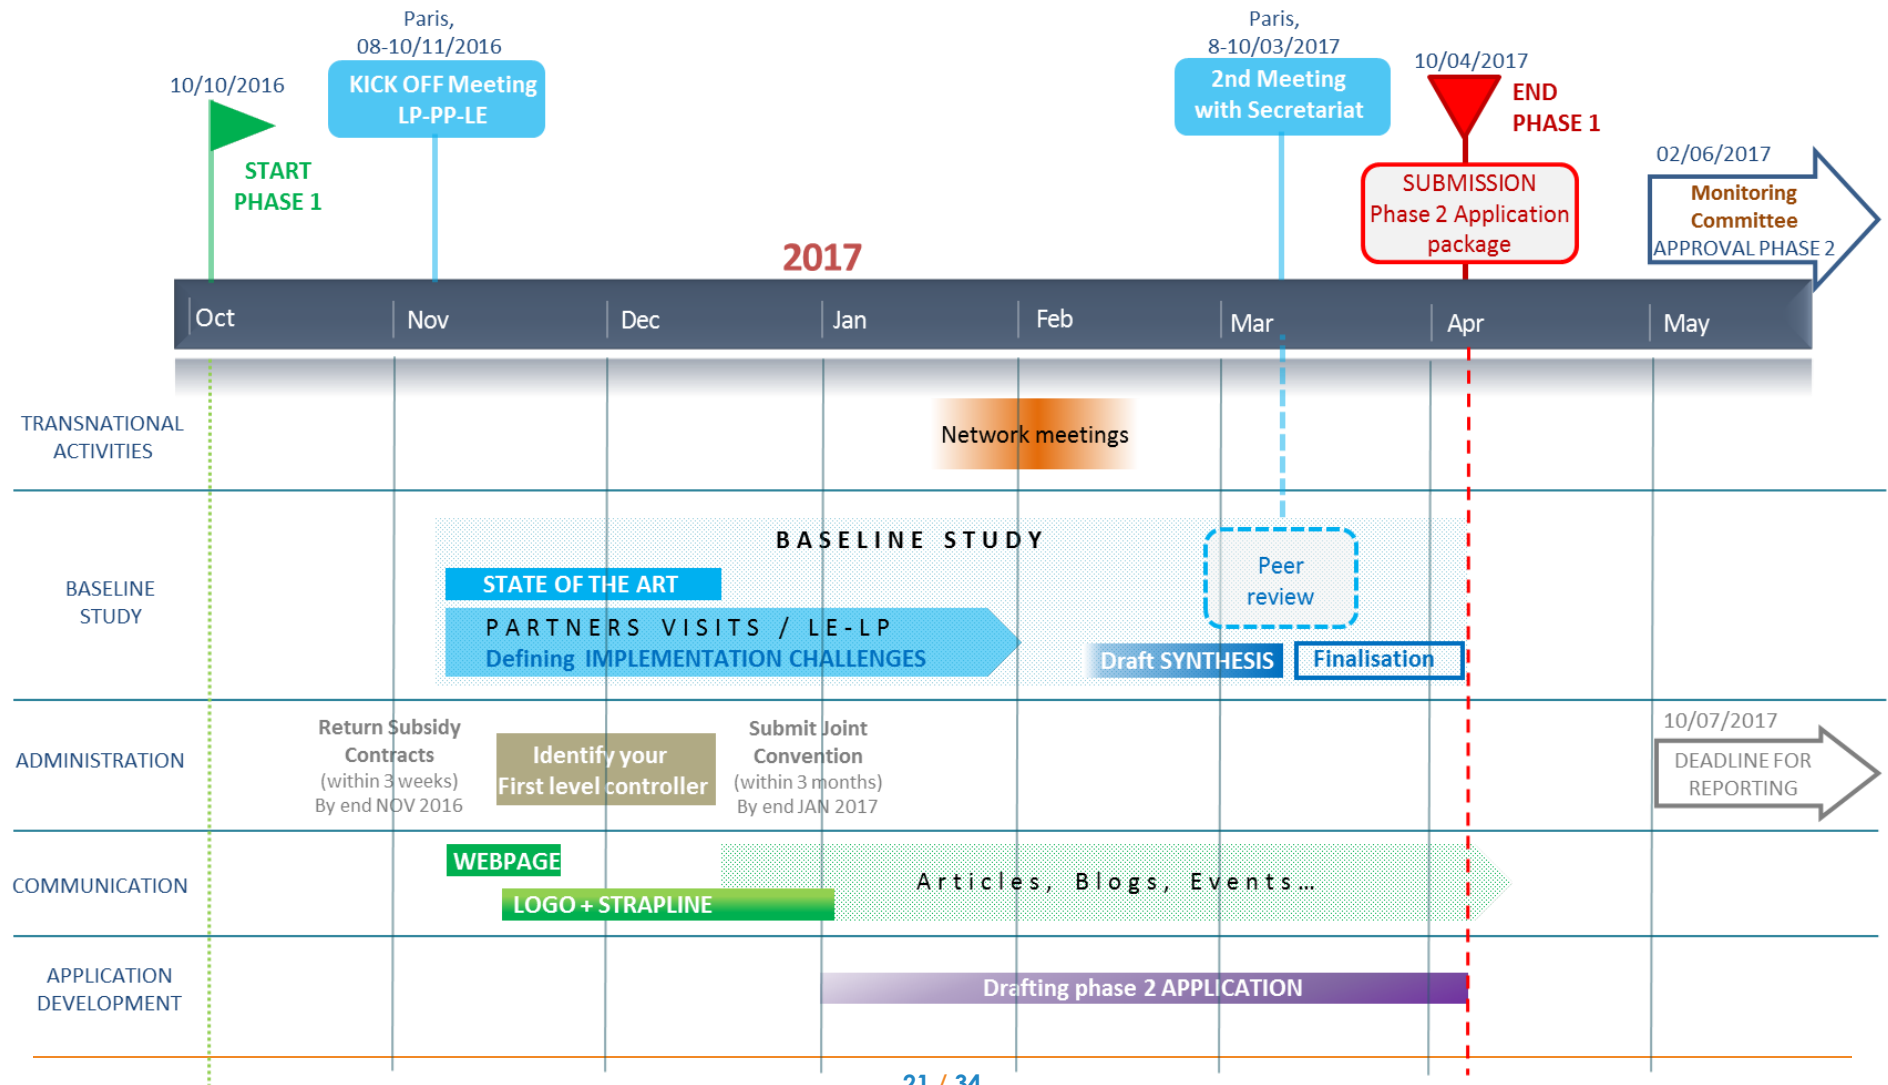 Paris,
08-10/11/2016
Paris,
8-10/03/2017
10/10/2016
KICK OFF Meeting
LP-PP-LE
2nd Meeting
with Secretariat
10/04/2017
END
PHASE 1
START
PHASE 1
SUBMISSION
Phase 2 Application
package
02/06/2017
Monitoring
Committee
APPROVAL PHASE 2
2017
Oct
Nov
Dec
Jan
Feb
Mar
Apr
May
TRANSNATIONAL
ACTIVITIES
Network meetings
BASELINE
STUDY
BASELINE STUDY
STATE OF THE ART
PARTNERS VISITS / LE-LP
Defining IMPLEMENTATION CHALLENGES
Peer
review
Draft SYNTHESIS
Finalisation
ADMINISTRATION
Return Subsidy
Contracts
(within 3 weeks)
By end NOV 2016
Identify your
First level controller
Submit Joint
Convention
(within 3 months)
By end JAN 2017
10/07/2017
DEADLINE FOR
REPORTING
COMMUNICATION
WEBPAGE
LOGO + STRAPLINE
Articles, Blogs, Events...
APPLICATION
DEVELOPMENT
Drafting phase 2 APPLICATION
21 / 34